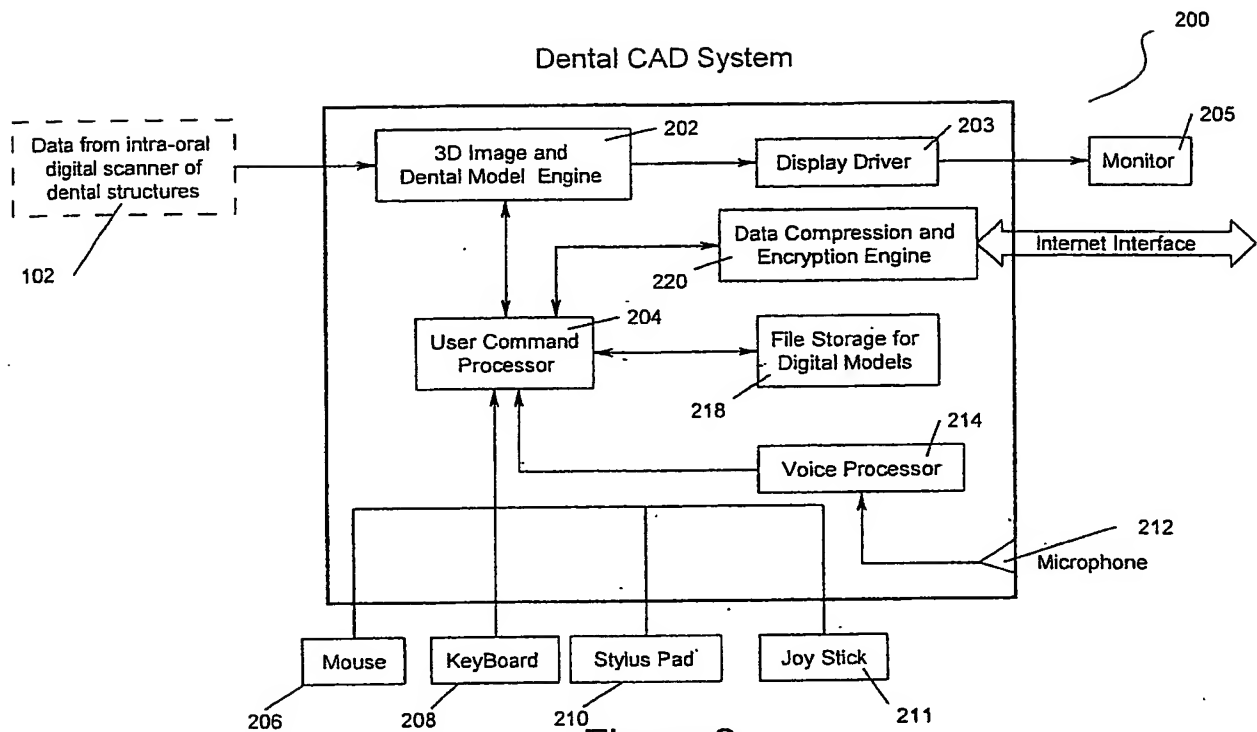 200
Dental CAD System
Data from intra-oral
digital scanner of
dental structures
102
202
3D Image and
Dental Model Engine
203
Display Driver
205
Monitor
Data Compression and
Encryption Engine
220
Internet Interface
204
User Command
Processor
File Storage for
Digital Models
218
214
Voice Processor
212
Microphone
Mouse
KeyBoard
Stylus Pad
Joy Stick
206
208
210
211